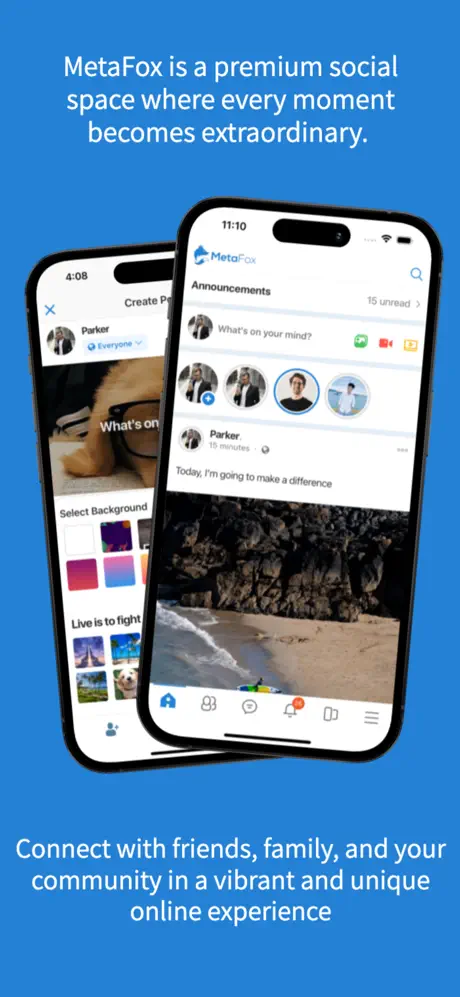 MetaFox is a premium social
space where every moment
becomes extraordinary.
4:08
Create Po
Parker
Everyone
What's on
Select Background
Live is to fight
11:10
MetaFox
Announcements
15 unread
What's on your mind?
Parker.
15 minutes
Today, I'm going to make a difference
Connect with friends, family, and your
community in a vibrant and unique
online experience